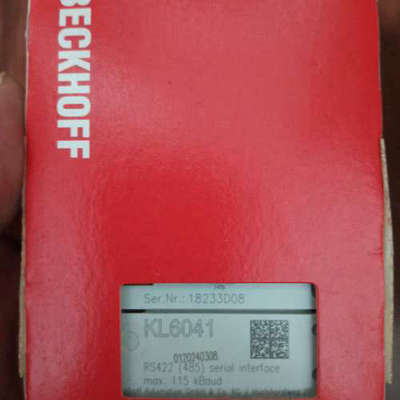 BECKHOFF
Ser.Nr.: 18233D08
KL6041
0120240308
RS422 (485) serial interface
max. 115 kBaud